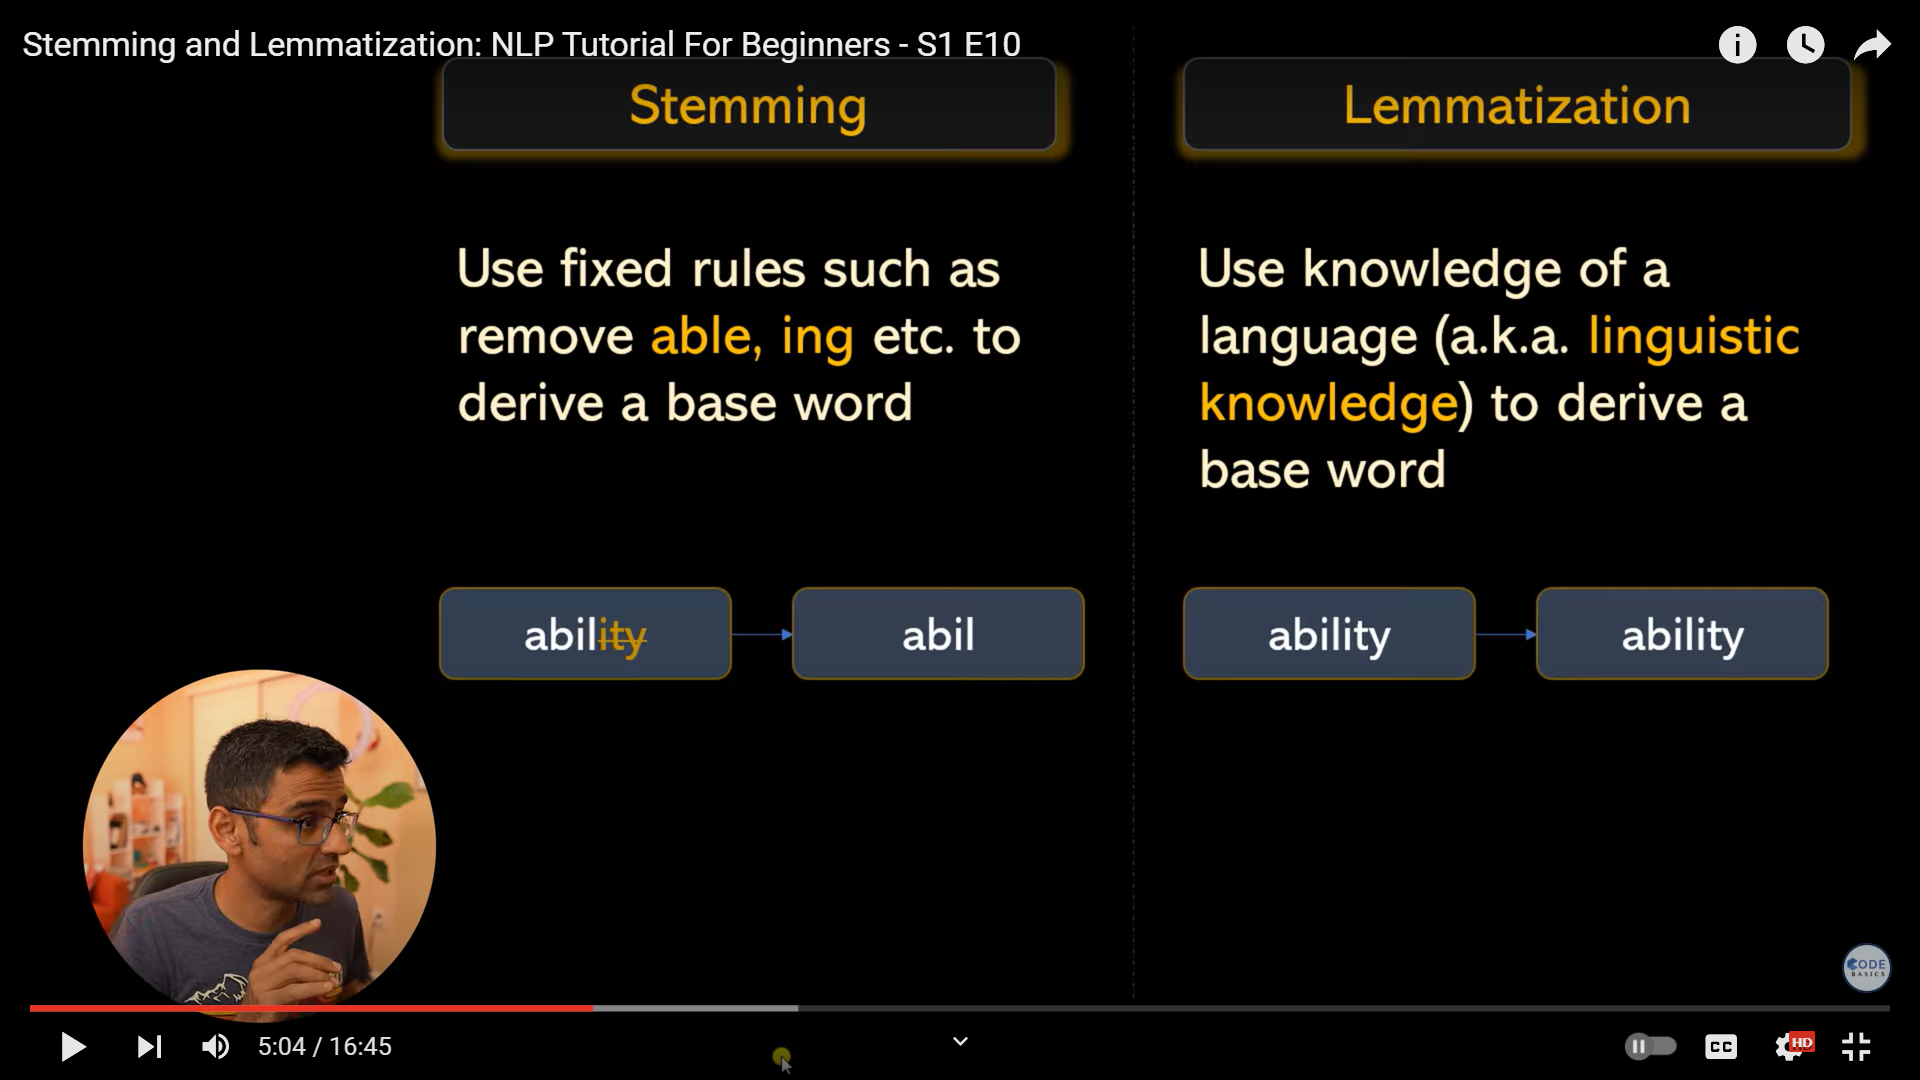 Stemming and Lemmatization: NLP Tutorial For Beginners - S1 E10
Stemming
Use fixed rules such as
remove able, ing etc. to
derive a base word
ability
abil
Lemmatization
Use knowledge of a
language (a.k.a. linguistic
knowledge) to derive a
base word
ability
ability
CODE
BASICS
5:04 / 16:45
CC
HD